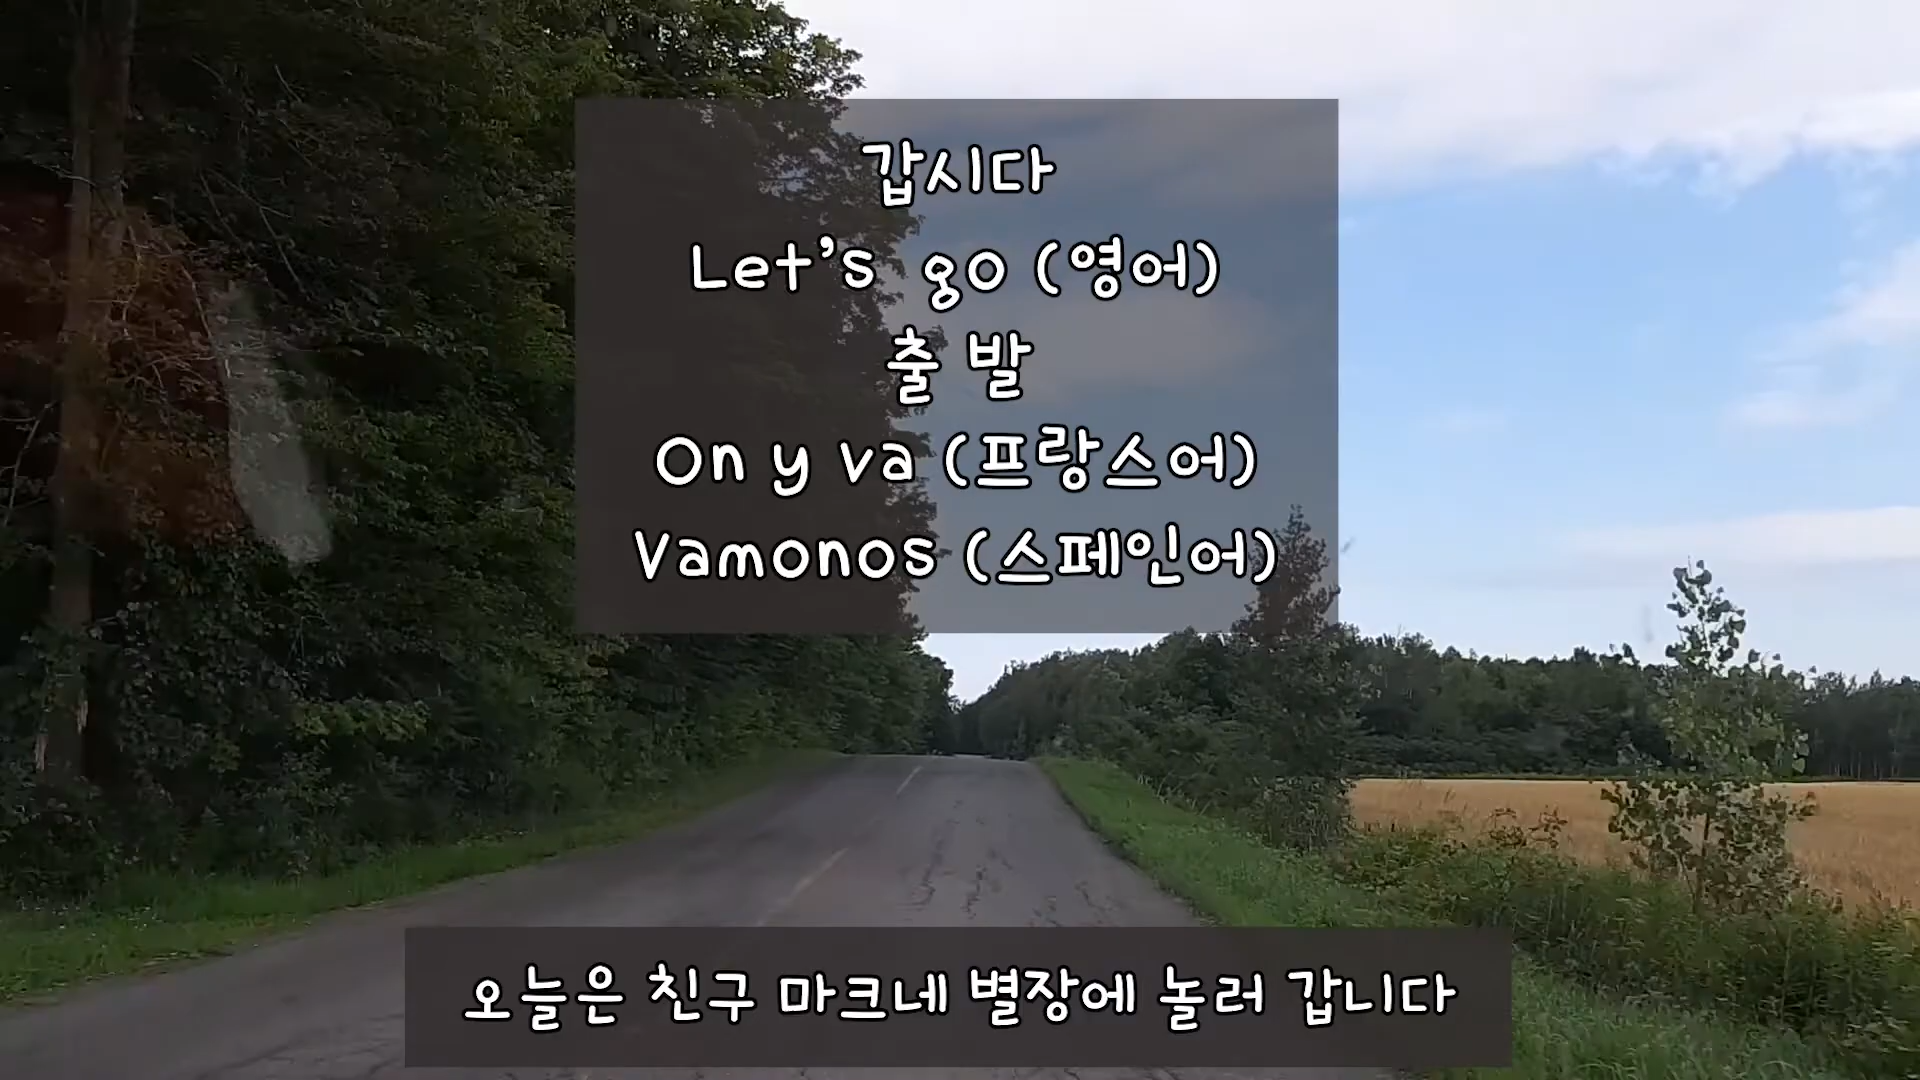 갑시다
Let's go (영어)
출 발
On y va (프랑스어)
Vamonos (스페인어)
오늘은 친구 마크네 별장에 놀러 갑니다